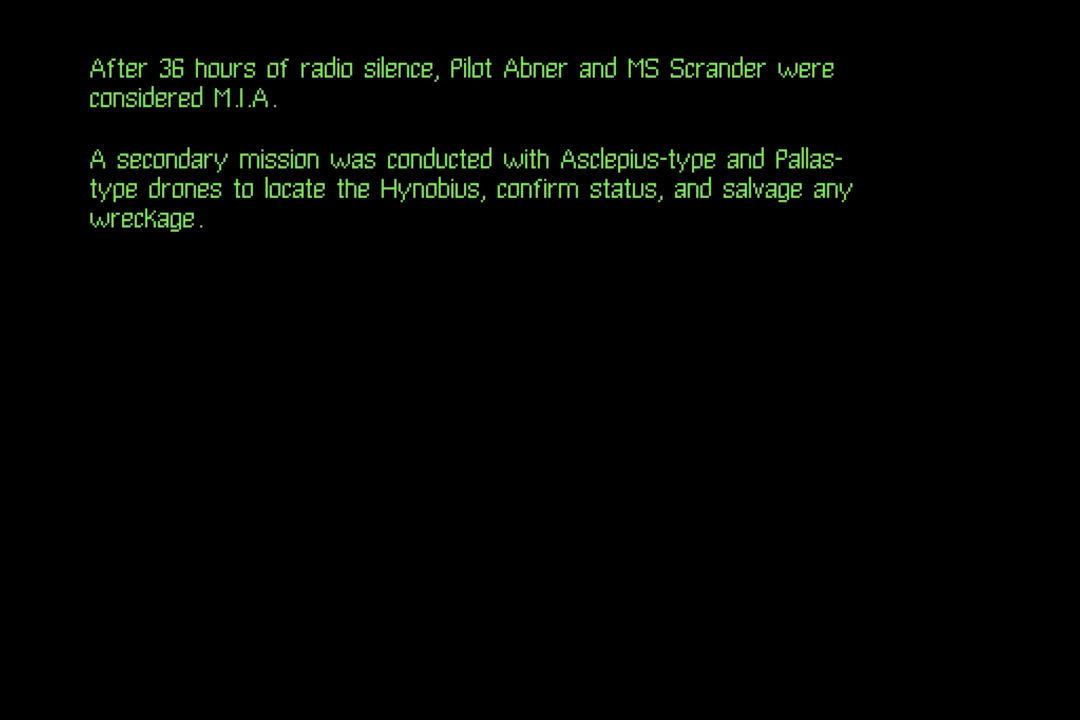 After 36 hours of radio silence, Pilot Abner and MS Scrander were
considered M.I.A.
A secondary mission was conducted with Asclepius-type and Pallas-
type drones to locate the Hynobius, confirm status, and salvage any
wreckage.